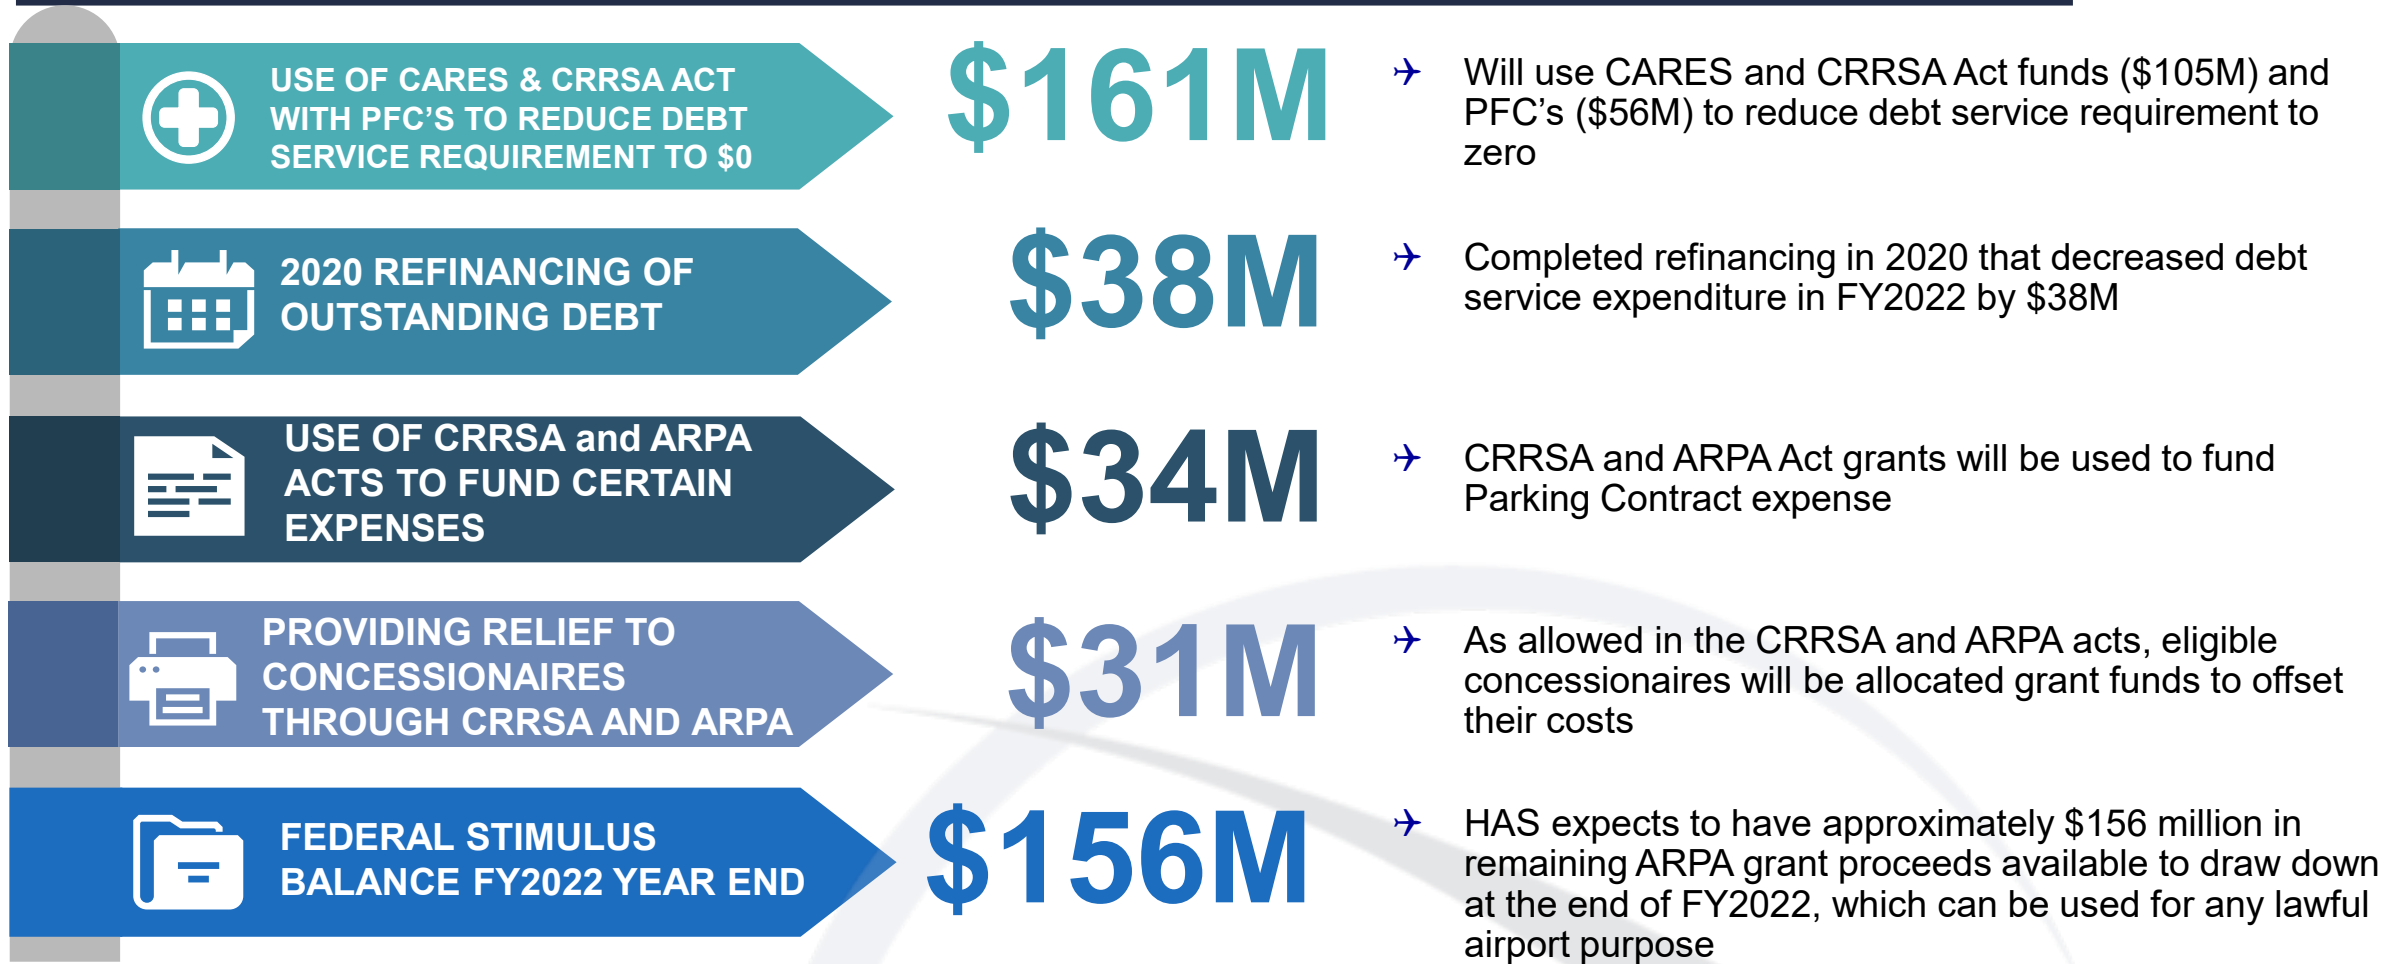 USE OF CARES & CRRSA ACT
WITH PFC'S TO REDUCE DEBT
SERVICE REQUIREMENT TO $0
$161M
Will use CARES and CRRSA Act funds ($105M) and
PFC's ($56M) to reduce debt service requirement to
zero
2020 REFINANCING OF
OUTSTANDING DEBT
$38M
Completed refinancing in 2020 that decreased debt
service expenditure in FY2022 by $38M
USE OF CRRSA and ARPA
ACTS TO FUND CERTAIN
EXPENSES
$34M
CRRSA and ARPA Act grants will be used to fund
Parking Contract expense
PROVIDING RELIEF TO
CONCESSIONAIRES
THROUGH CRRSA AND ARPA
$31M
As allowed in the CRRSA and ARPA acts, eligible
concessionaires will be allocated grant funds to offset
their costs
FEDERAL STIMULUS
BALANCE FY2022 YEAR END
$156M
HAS expects to have approximately $156 million in
remaining ARPA grant proceeds available to draw down
at the end of FY2022, which can be used for any lawful
airport purpose